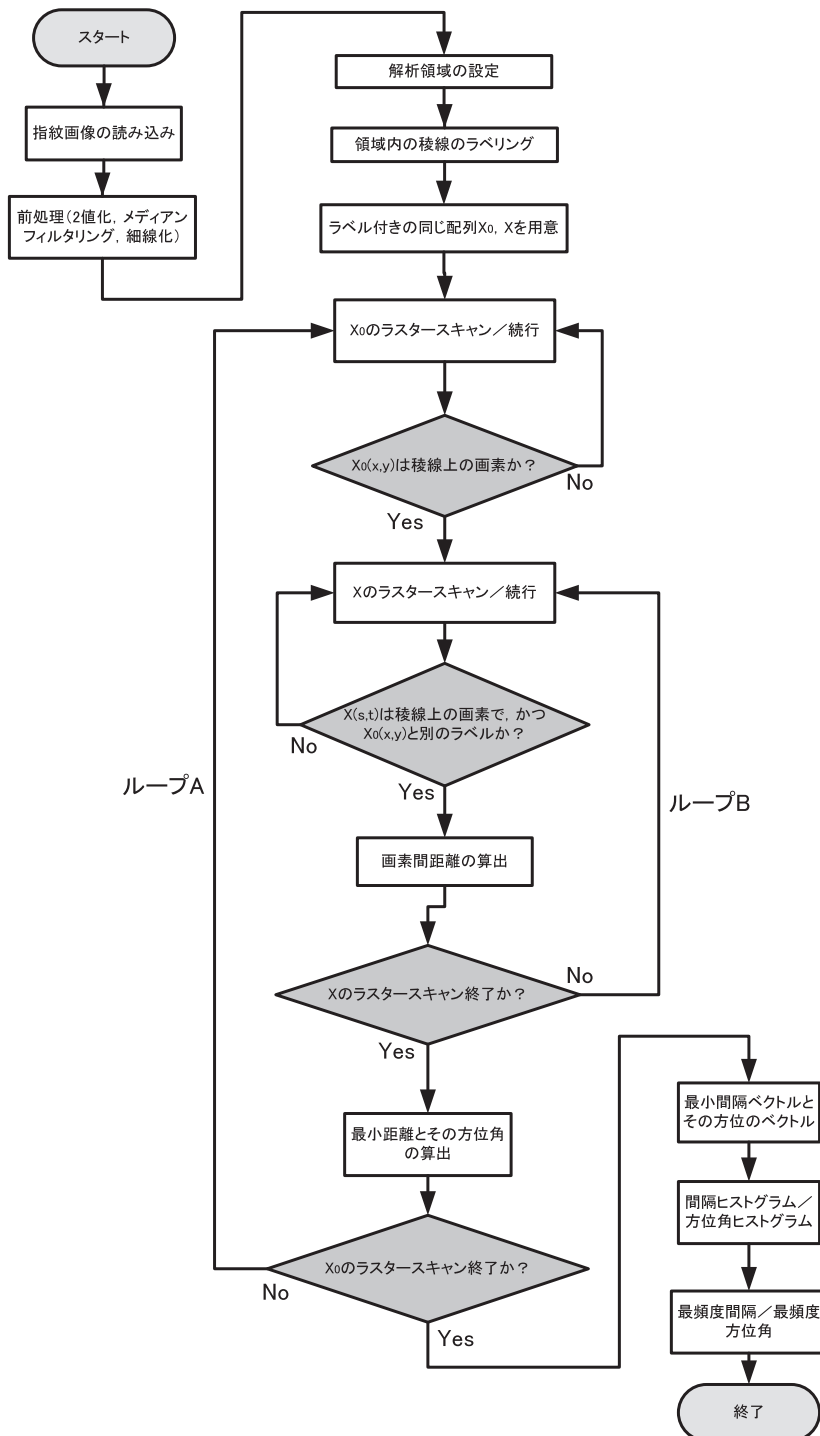 スタート
指紋画像の読み込み
前処理(2値化, メディアン
フィルタリング, 細線化)
解析領域の設定
領域内の稜線のラベリング
ラベル付きの同じ配列X₀, Xを用意
X₀のラスタースキャン/続行
X₀(x,y)は稜線上の画素か?
No
Yes
Xのラスタースキャン/続行
X(s,t)は稜線上の画素で, かつ
X₀(x,y)と別のラベルか?
No
Yes
ループA
ループB
画素間距離の算出
Xのラスタースキャン終了か?
No
Yes
最小距離とその方位角
の算出
X₀のラスタースキャン終了か?
No
Yes
最小間隔ベクトルと
その方位のベクトル
間隔ヒストグラム/
方位角ヒストグラム
最頻度間隔/最頻度
方位角
終了